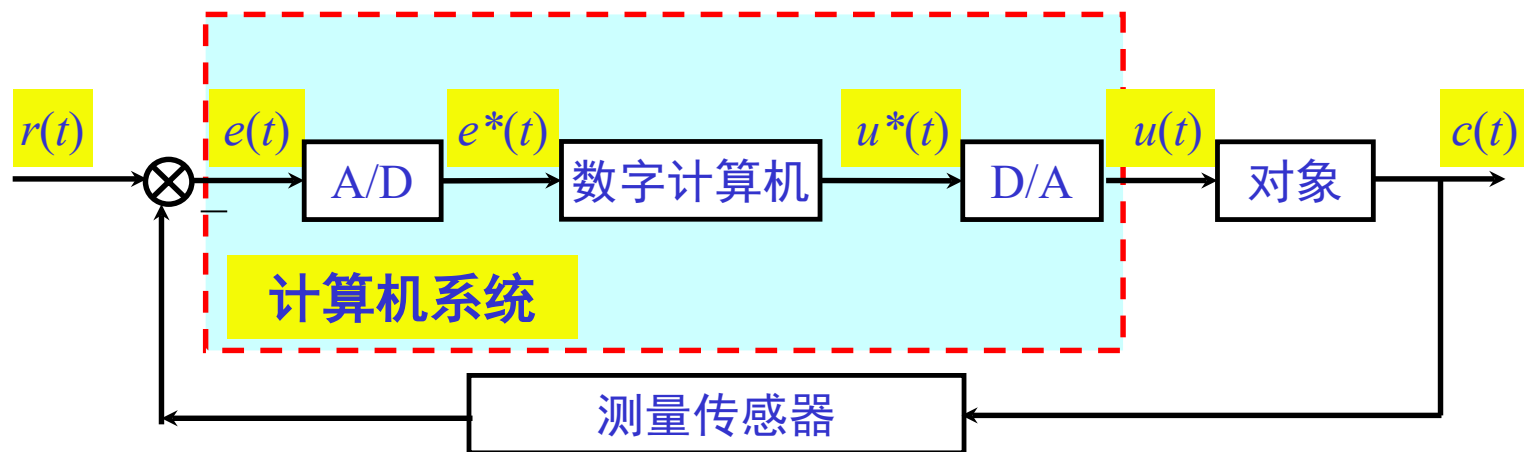 r(t)
e(t)
e*(t)
u*(t)
u(t)
c(t)
A/D
数字计算机
D/A
对象
–
计算机系统
测量传感器